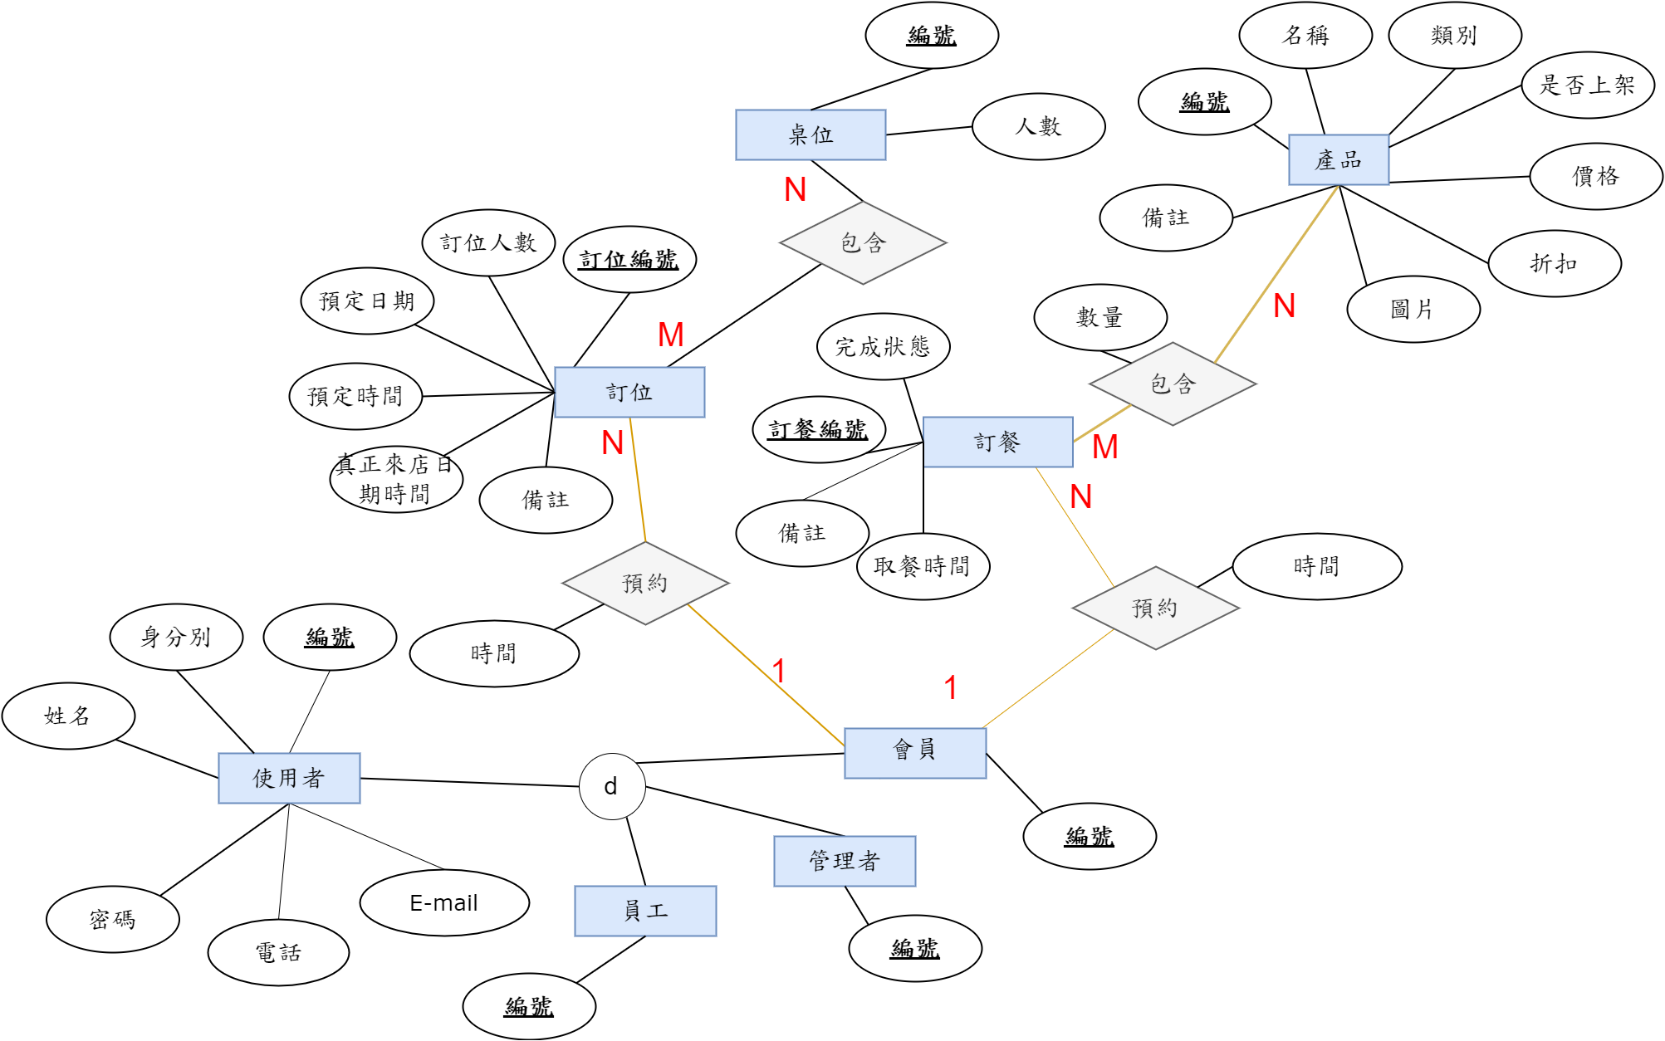 編號
名稱
類別
是否上架
編號
桌位
人數
產品
價格
N
備註
訂位人數
訂位編號
包含
折扣
預定日期
數量
N
圖片
M
完成狀態
包含
預定時間
訂位
訂餐編號
訂餐
N
M
真正來店日
期時間
備註
N
備註
取餐時間
時間
預約
預約
身分別
編號
時間
1
1
姓名
會員
使用者
d
編號
管理者
密碼
E-mail
員工
電話
編號
編號